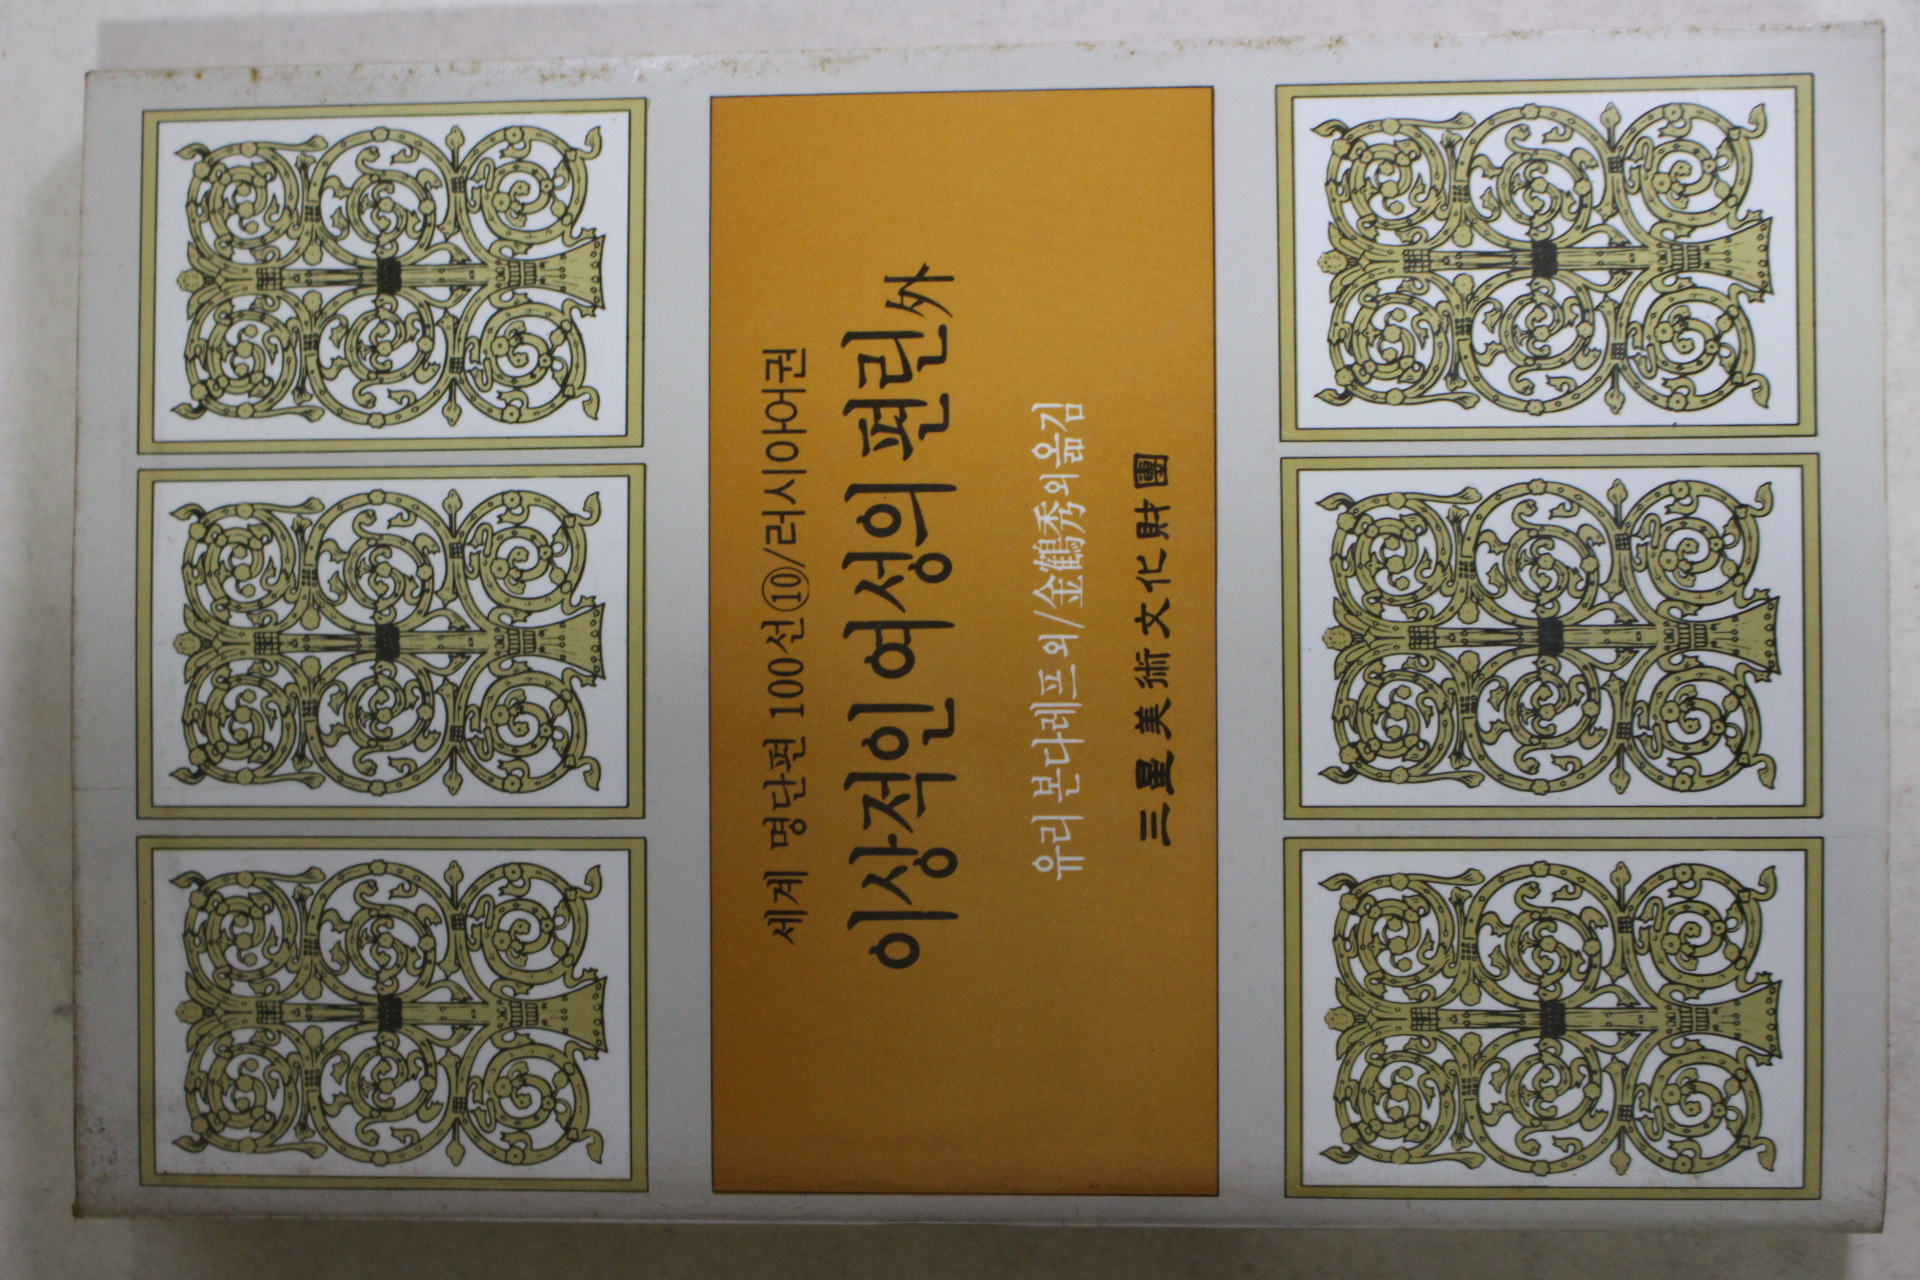 세계 명단편 100선⑩/러시아어권
이상적인 여성의 편린 外
유리 본다레프 외/金鶴秀외 옮김
三星美術文化財團